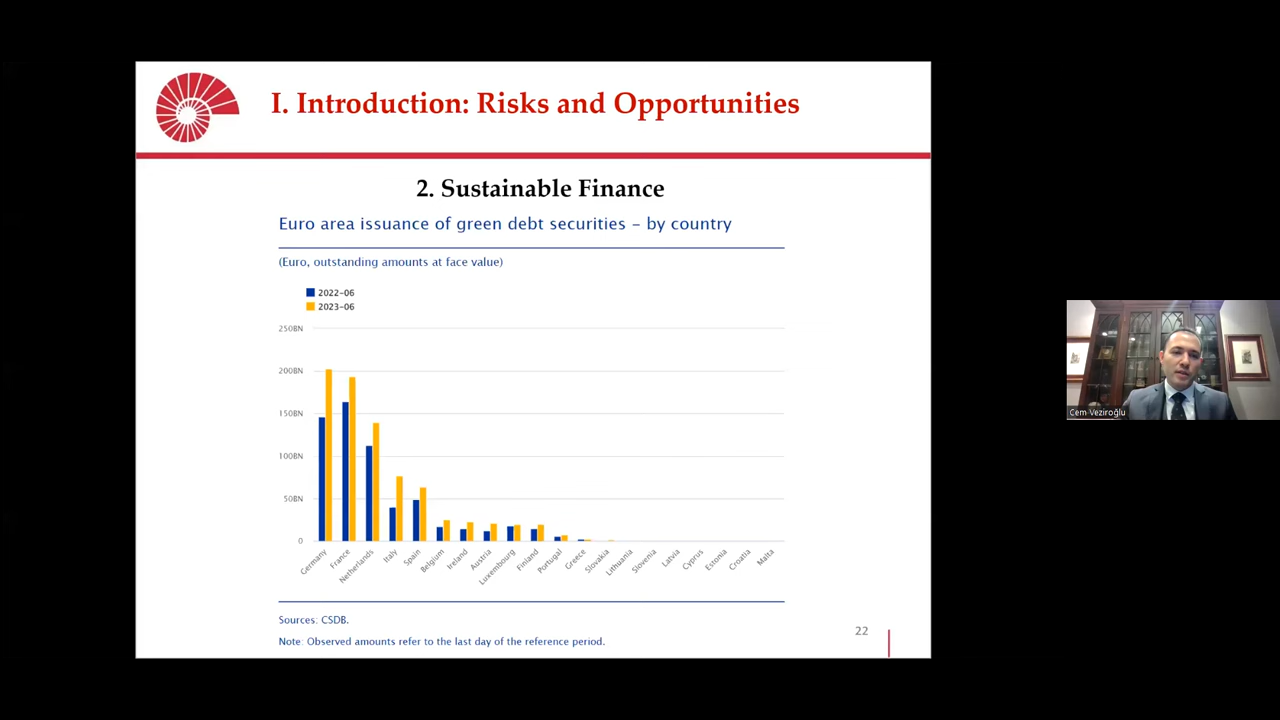 I. Introduction: Risks and Opportunities
2. Sustainable Finance
Euro area issuance of green debt securities – by country
(Euro, outstanding amounts at face value)
2022-06
2023-06
250BN
200BN
150BN
100BN
50BN
0
Germany
France
Netherlands
Italy
Spain
Belgium
Ireland
Austria
Luxembourg
Finland
Portugal
Greece
Slovakia
Lithuania
Slovenia
Latvia
Cyprus
Estonia
Croatia
Malta
Sources: CSDB.
Note: Observed amounts refer to the last day of the reference period.
22
Cem Veziroğlu